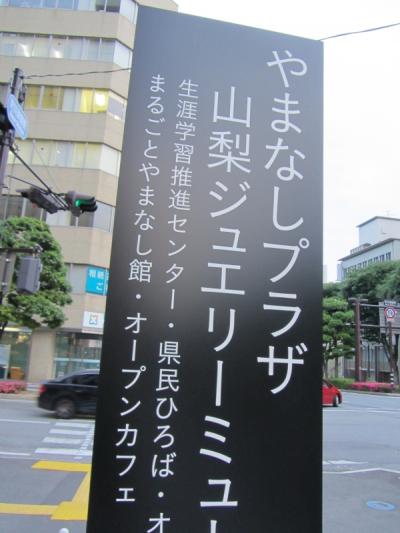 やまなしプラザ
山梨ジュエリーミュー
生涯学習推進センター・県民ひろば・オ
まるごとやまなし館・オープンカフェ